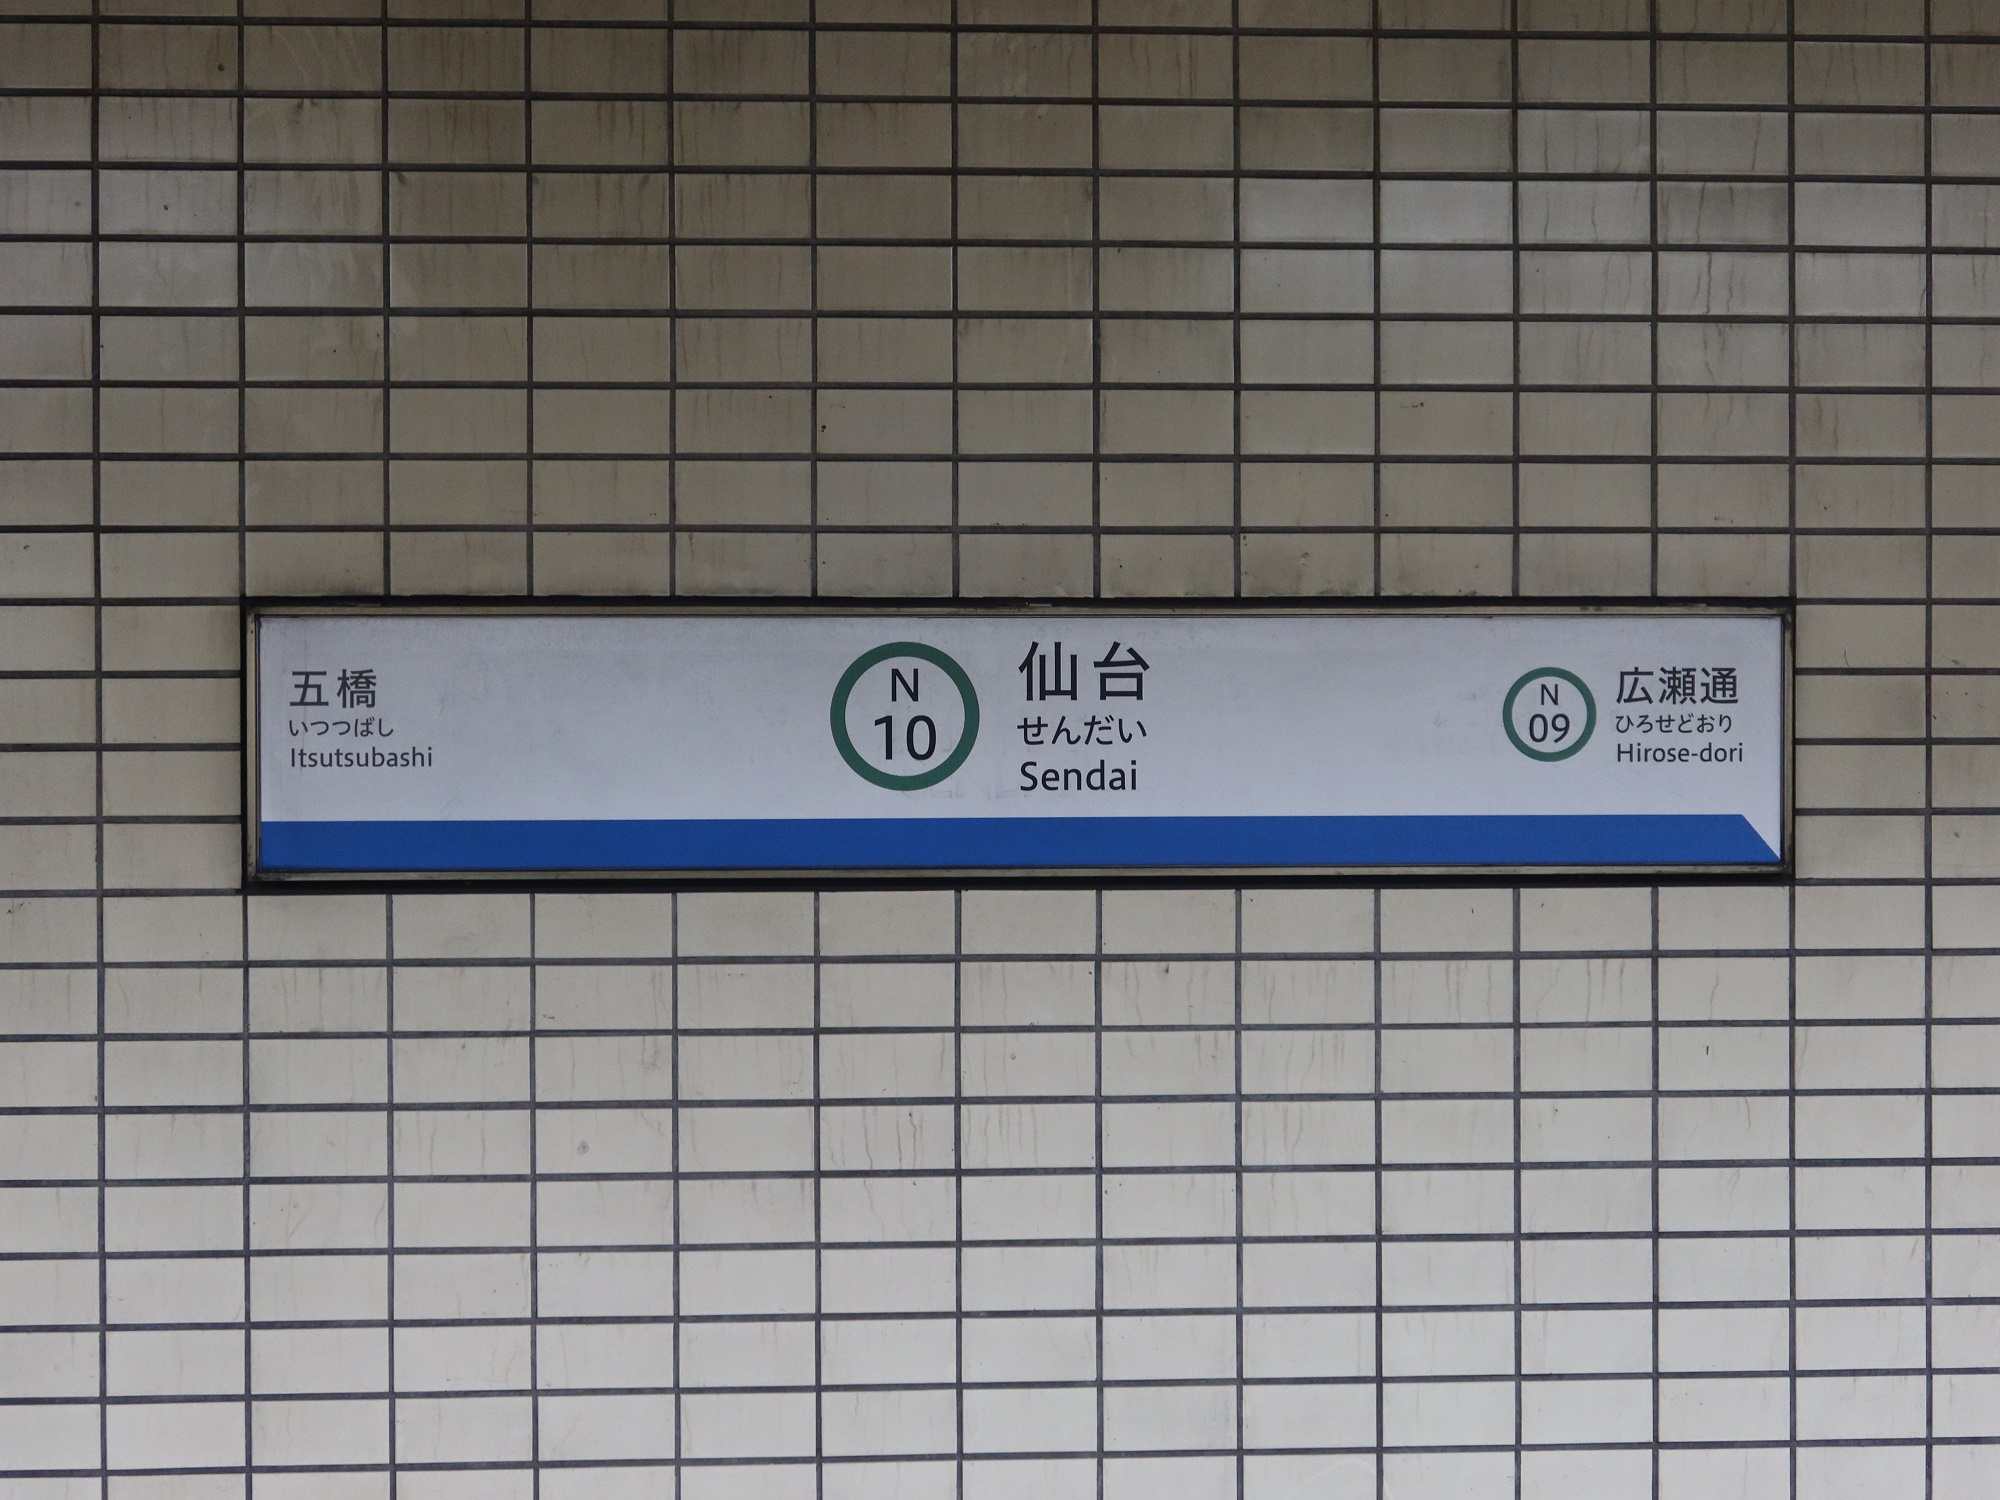 五橋
いつつばし
Itsutsubashi
N
10
仙台
せんだい
Sendai
N
09
広瀬通
ひろせどおり
Hirose-dori